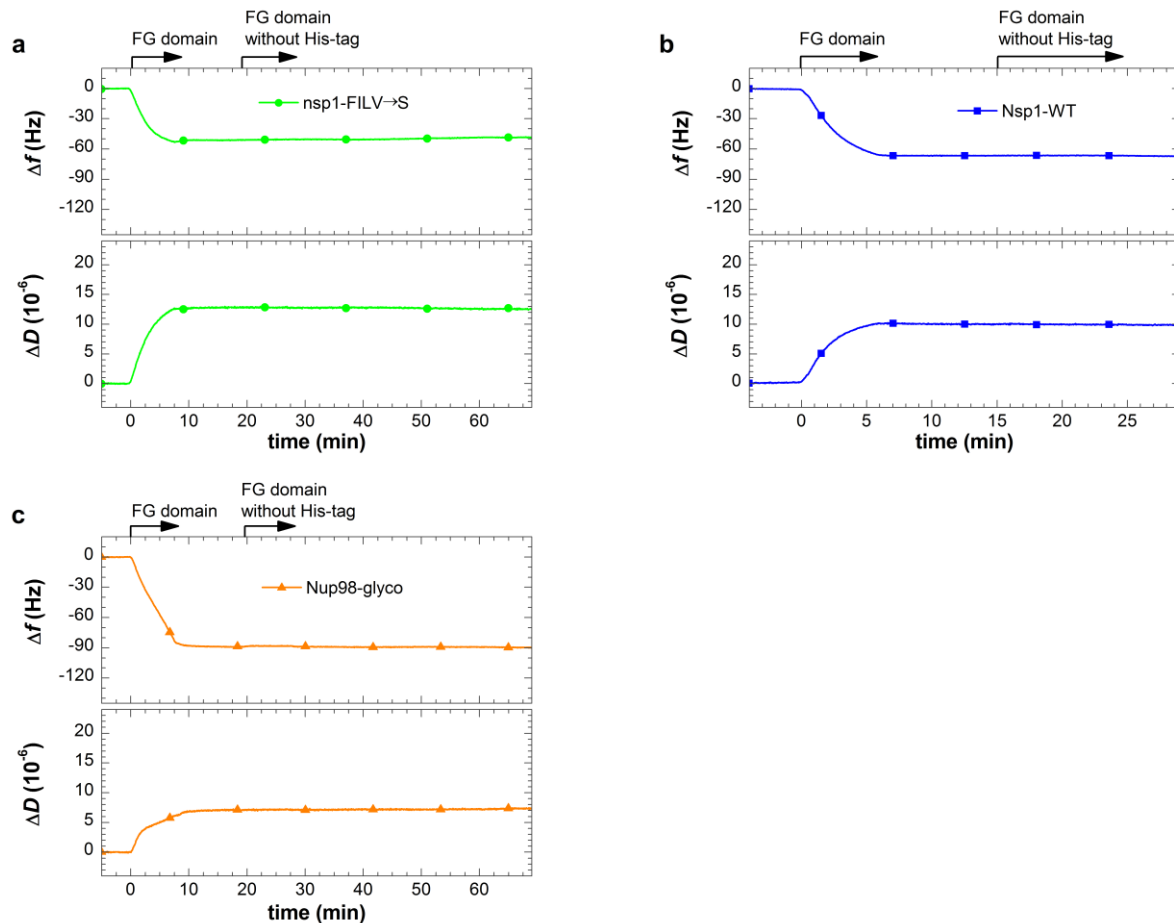 a
FG domain
FG domain
without His-tag
0
-30
-60
-90
-120
Δf (Hz)
nsp1-FILV→S
20
15
10
5
0
ΔD (10⁻⁶)
0 10 20 30 40 50 60
time (min)
b
FG domain
FG domain
without His-tag
0
-30
-60
-90
-120
Δf (Hz)
Nsp1-WT
20
15
10
5
0
ΔD (10⁻⁶)
0 5 10 15 20 25
time (min)
c
FG domain
FG domain
without His-tag
0
-30
-60
-90
-120
Δf (Hz)
Nup98-glyco
20
15
10
5
0
ΔD (10⁻⁶)
0 10 20 30 40 50 60
time (min)